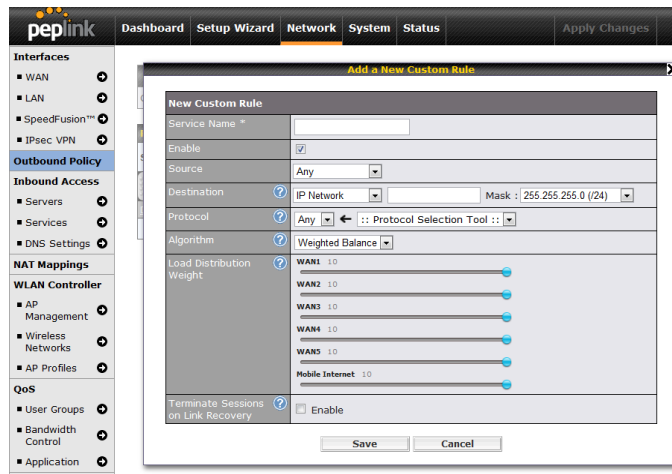 peplink
Dashboard Setup Wizard Network System Status Apply Changes
Interfaces
WAN
LAN
SpeedFusion™
IPsec VPN
Outbound Policy
Inbound Access
Servers
Services
DNS Settings
NAT Mappings
WLAN Controller
AP
Management
Wireless
Networks
AP Profiles
QoS
User Groups
Bandwidth
Control
Application
Add a New Custom Rule
New Custom Rule
Service Name *
Enable
Source Any
Destination ? IP Network Mask : 255.255.255.0 (/24)
Protocol ? Any :: Protocol Selection Tool ::
Algorithm ? Weighted Balance
Load Distribution ?
Weight
WAN1 10
WAN2 10
WAN3 10
WAN4 10
WAN5 10
Mobile Internet 10
Terminate Sessions ?
on Link Recovery
Enable
Save Cancel